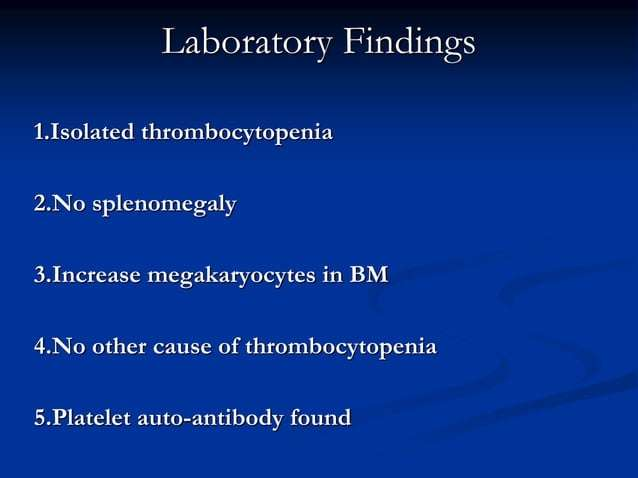 Laboratory Findings
1.Isolated thrombocytopenia
2.No splenomegaly
3.Increase megakaryocytes in BM
4.No other cause of thrombocytopenia
5.Platelet auto-antibody found